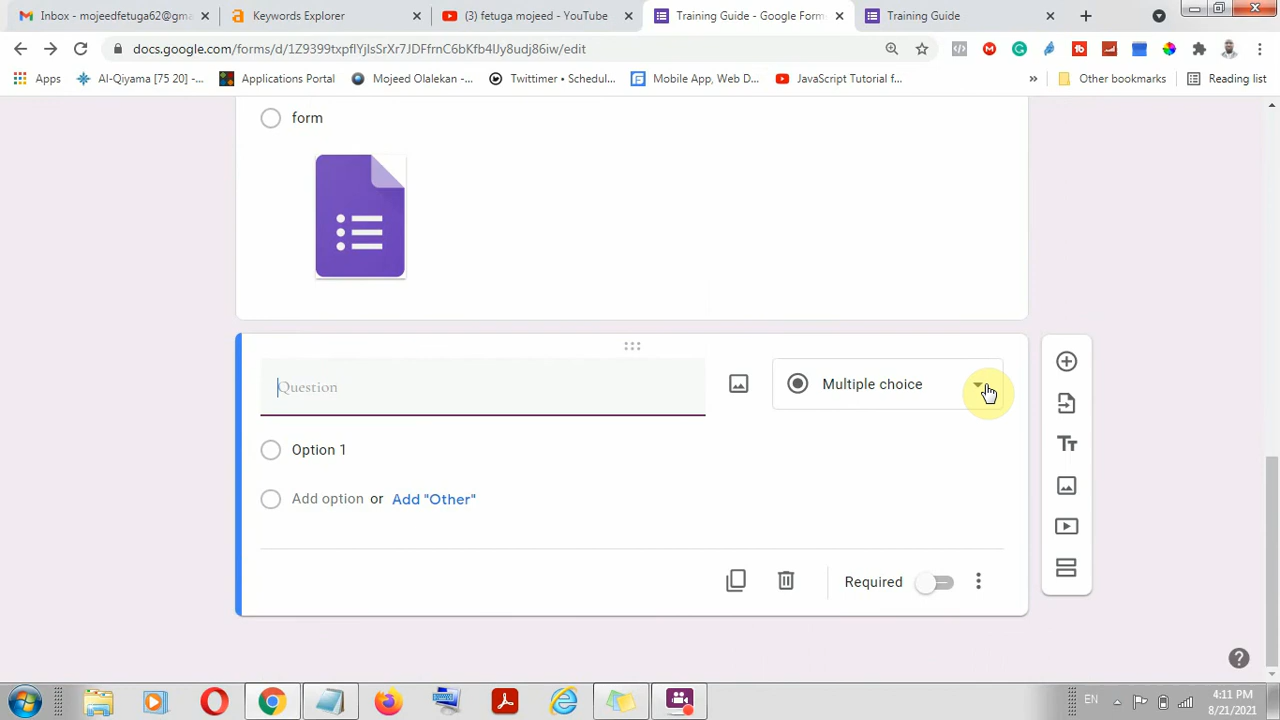 Inbox - mojeedfetuga62@gma
Keywords Explorer
(3) fetuga mojeed - YouTube
Training Guide - Google Form
Training Guide
docs.google.com/forms/d/1Z9399txpflYjlsSrXr7JDFfmC6bKfb4lJy8udj86iw/edit
Apps
Al-Qiyama [75 20] -...
Applications Portal
Mojeed Olalekan -...
Twittimer • Schedul...
Mobile App, Web D...
JavaScript Tutorial f...
»
Other bookmarks
Reading list
form
Question
Multiple choice
Option 1
Add option or Add "Other"
Required
EN
4:11 PM
8/21/2021